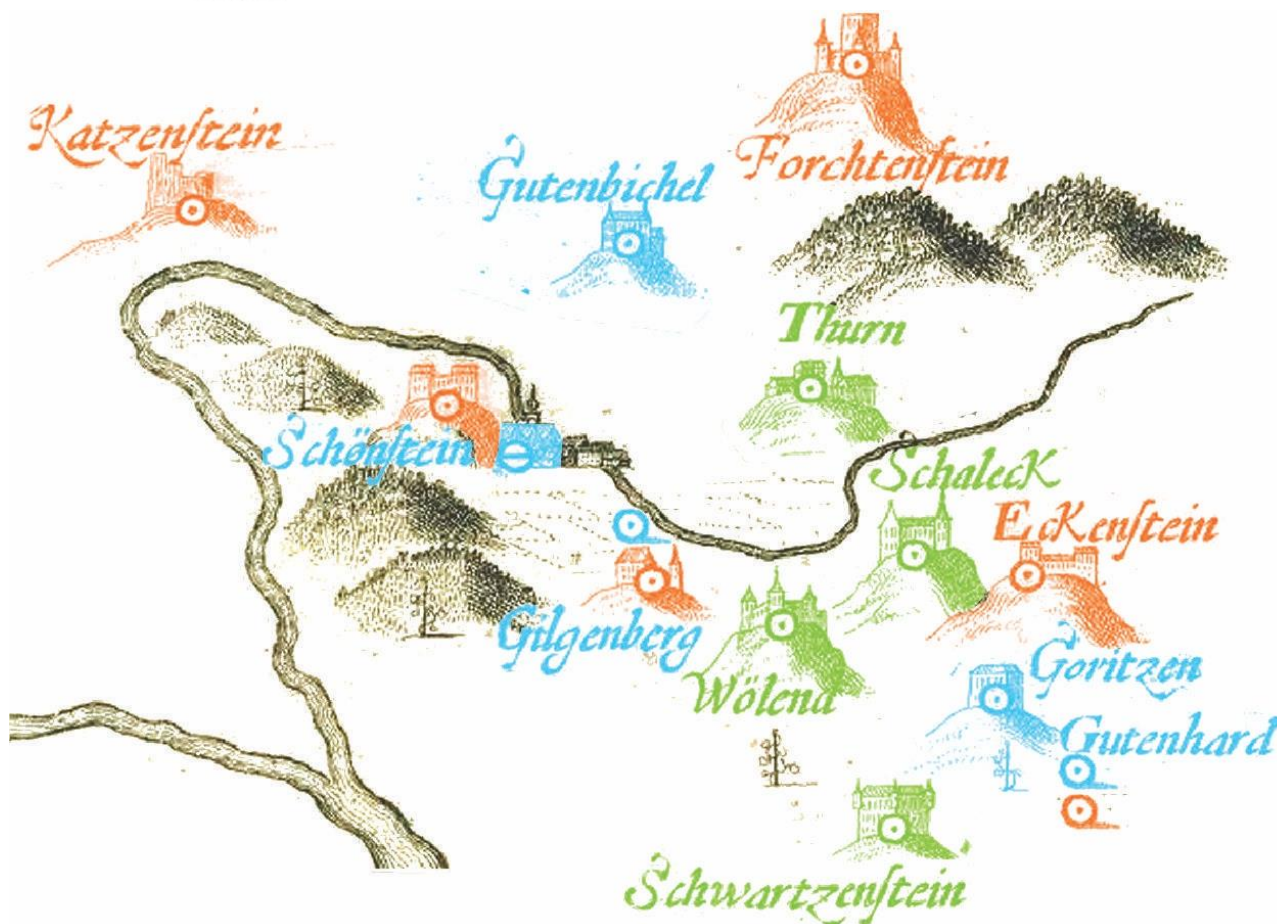 Katzenſtein
Forchtenſtein
Gutenbichel
Thurn
Schönſtein
Schaleck
Eckenſtein
Gilgenberg
Wölena
Goritzen
Gutenhard
Schwartzenſtein